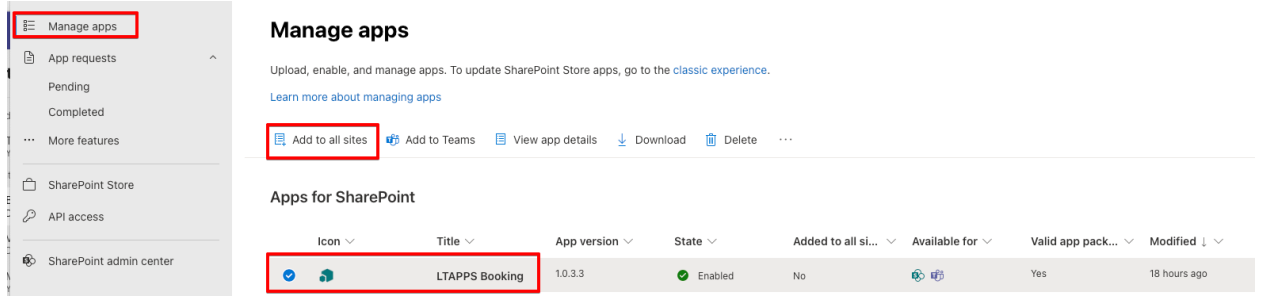 Manage apps
App requests
Pending
Completed
More features
SharePoint Store
API access
SharePoint admin center
Manage apps
Upload, enable, and manage apps. To update SharePoint Store apps, go to the classic experience.
Learn more about managing apps
Add to all sites Add to Teams View app details Download Delete ...
Apps for SharePoint
Icon Title App version State Added to all si... Available for Valid app pack... Modified ↓
LTAPPS Booking 1.0.3.3 Enabled No Yes 18 hours ago